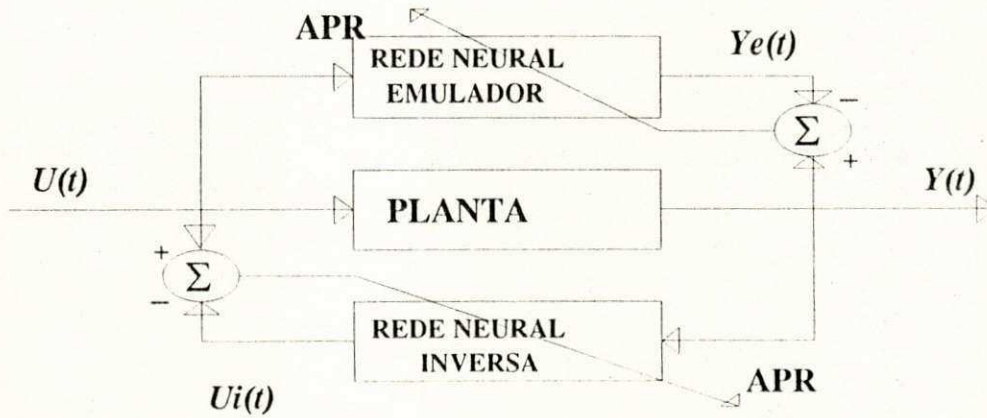 APR
REDE NEURAL
EMULADOR
Ye(t)
−
Σ
+
U(t)
PLANTA
Y(t)
+
Σ
−
REDE NEURAL
INVERSA
APR
Ui(t)